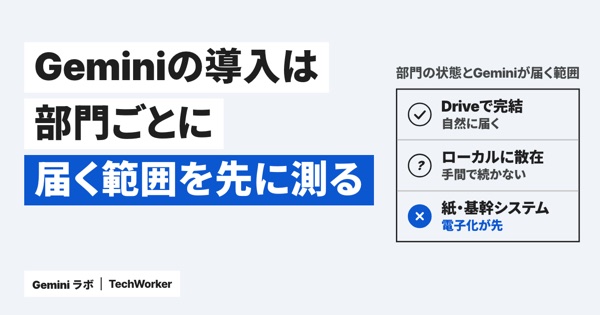 Geminiの導入は
部門ごとに
届く範囲を先に測る
部門の状態とGeminiが届く範囲
Driveで完結
自然に届く
?
ローカルに散在
手間で続かない
紙・基幹システム
電子化が先
Gemini ラボ | TechWorker